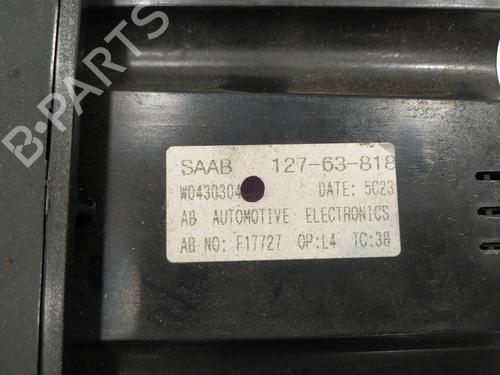 B-PARTS
SAAB 127-63-818
W0430304 DATE: 5C23
AB AUTOMOTIVE ELECTRONICS
AB NO: F17727 OP:L4 TC:38